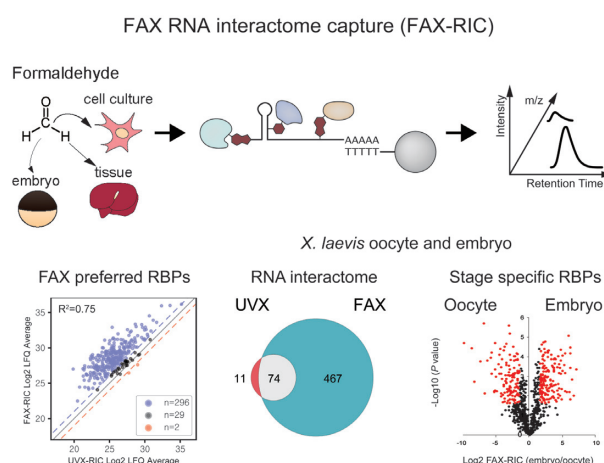 FAX RNA interactome capture (FAX-RIC)
Formaldehyde
O
H H
cell culture
embryo
tissue
AAAAA
TTTTT
Intensity
m/z
Retention Time
X. laevis oocyte and embryo
FAX preferred RBPs
R²=0.75
FAX-RIC Log2 LFQ Average
35
30
25
20
n=296
n=29
n=2
20 25 30 35
UVX-RIC Log2 LFQ Average
RNA interactome
UVX FAX
11 74 467
Stage specific RBPs
Oocyte Embryo
-Log10 (P value)
6
5
4
3
2
1
0
-10 -5 0 5 10
Log2 FAX-RIC (embryo/oocyte)